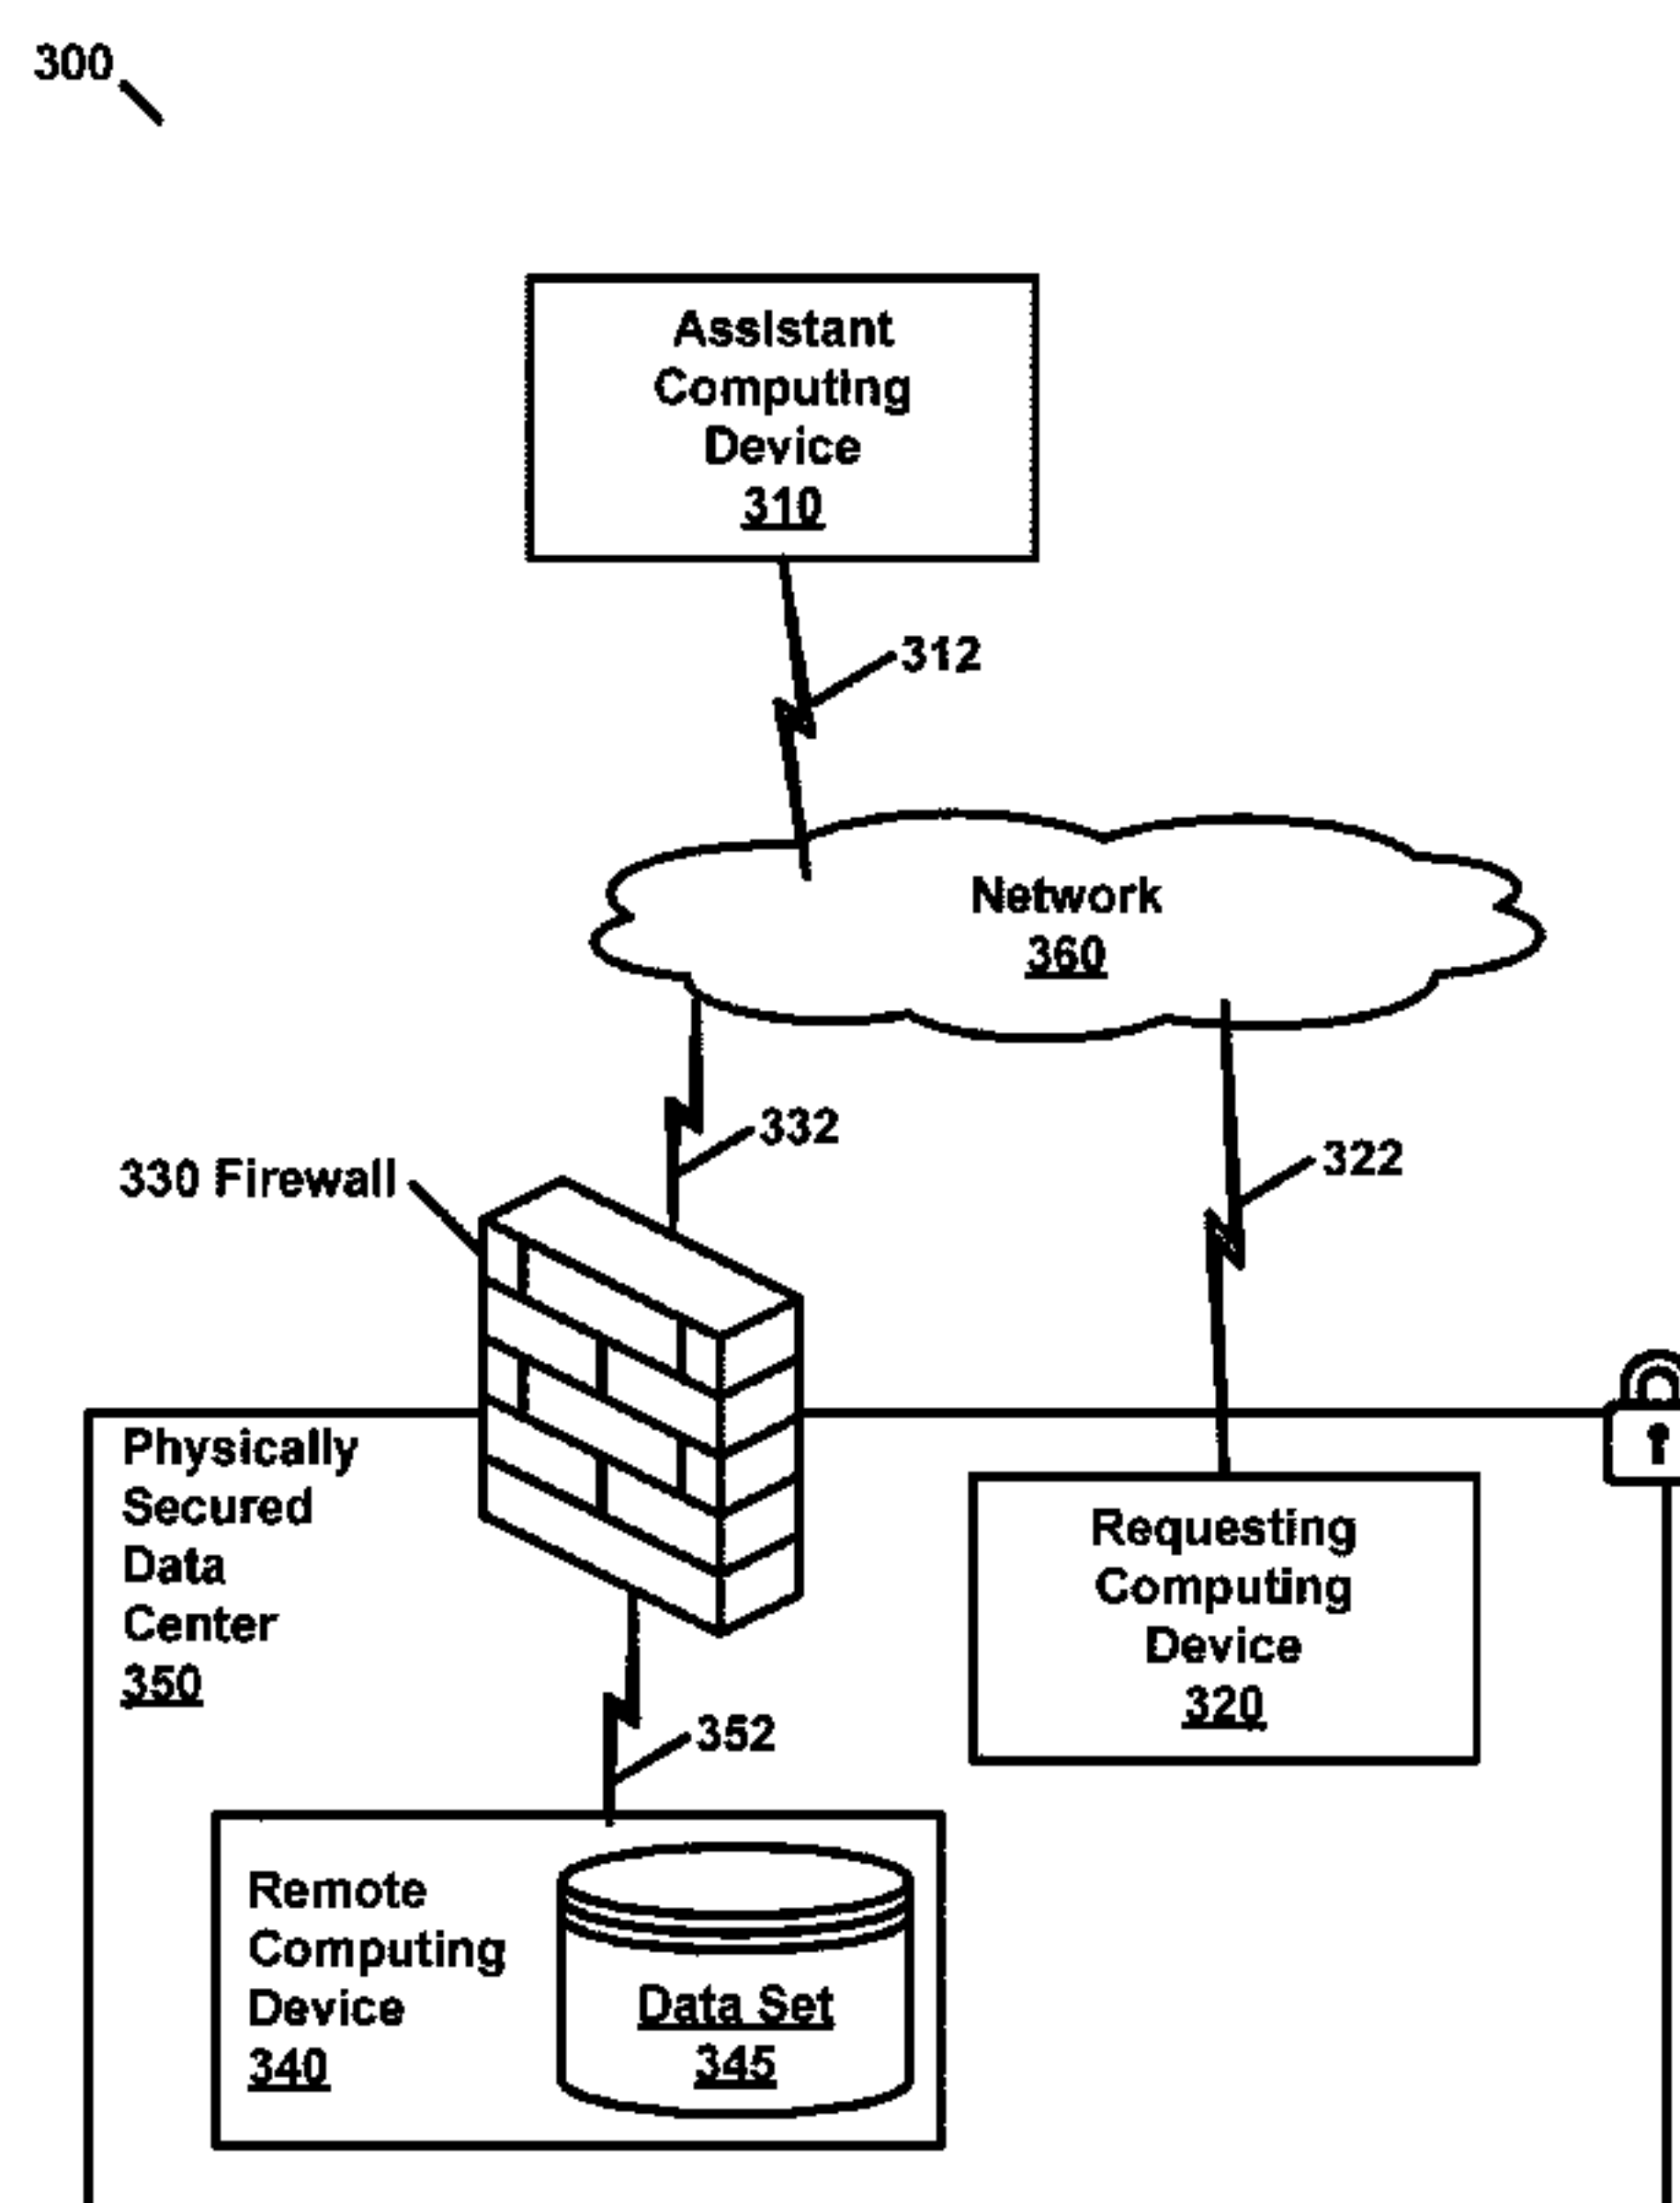 300
Assistant
Computing
Device
310
312
Network
360
332
322
330 Firewall
Physically
Secured
Data
Center
350
Requesting
Computing
Device
320
352
Remote
Computing
Device
340
Data Set
345